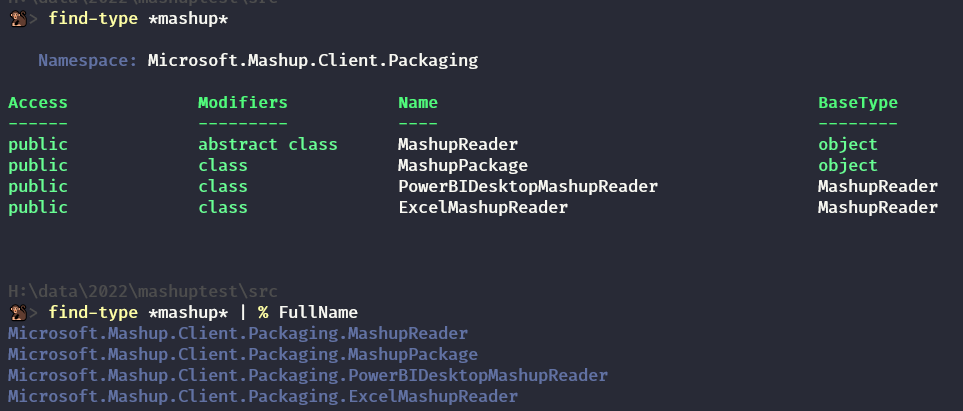 H:\data\2022\mashuptest\src
> find-type *mashup*
Namespace: Microsoft.Mashup.Client.Packaging
Access Modifiers Name BaseType
------ --------- ---- --------
public abstract class MashupReader object
public class MashupPackage object
public class PowerBIDesktopMashupReader MashupReader
public class ExcelMashupReader MashupReader
H:\data\2022\mashuptest\src
> find-type *mashup* | % FullName
Microsoft.Mashup.Client.Packaging.MashupReader
Microsoft.Mashup.Client.Packaging.MashupPackage
Microsoft.Mashup.Client.Packaging.PowerBIDesktopMashupReader
Microsoft.Mashup.Client.Packaging.ExcelMashupReader